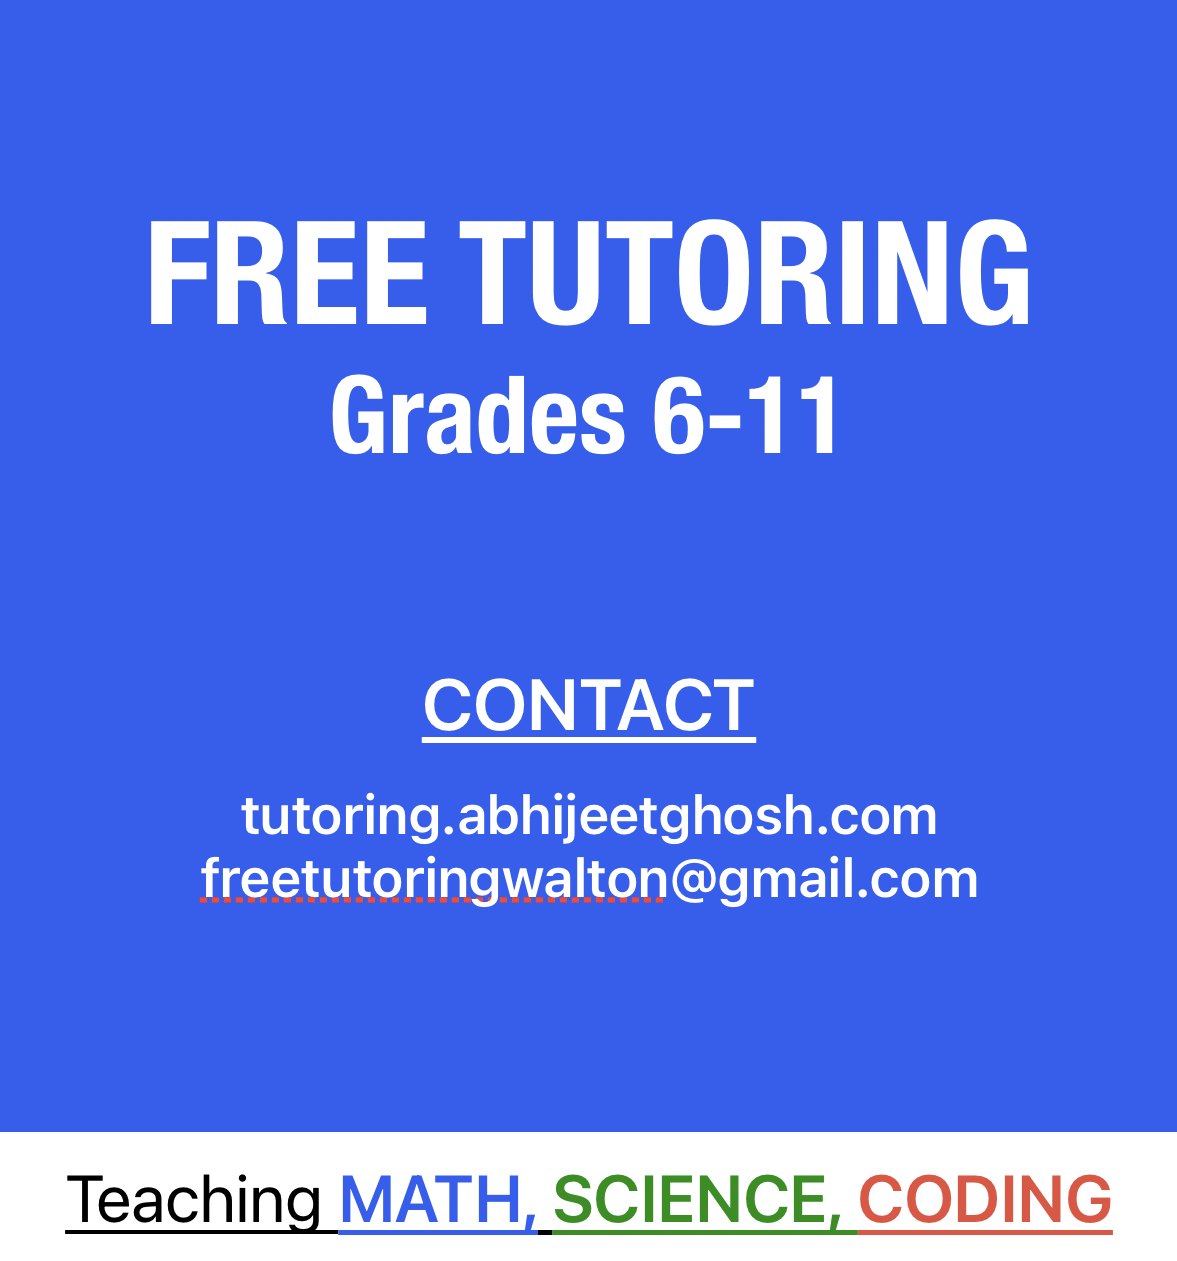 FREE TUTORING
Grades 6-11
CONTACT
tutoring.abhijeetghosh.com
freetutoringwalton@gmail.com
Teaching MATH, SCIENCE, CODING